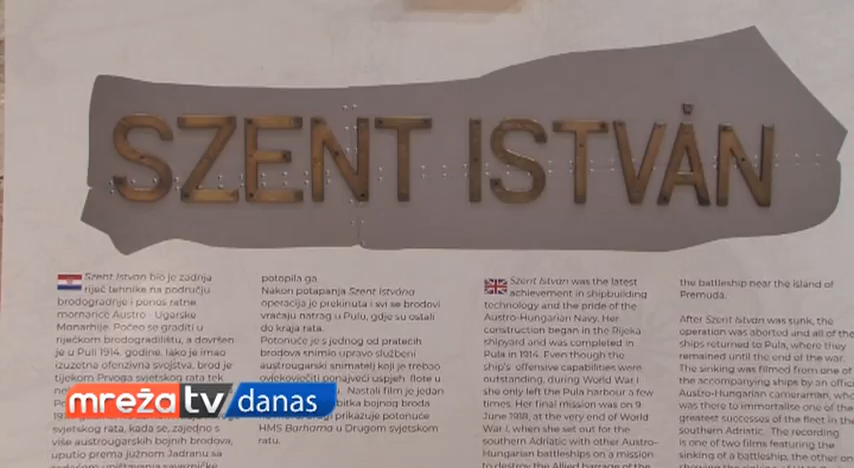 SZENT ISTVÁN
Szent Istvan bio je zadnja
riječ tehnike na području
brodogradnje i ponos ratne
mornarice Austro - Ugarske
Monarhije. Počeo se graditi u
riječkom brodogradilištu, a dovršen
je u Puli 1914. godine. Iako je imao
izuzetna ofenzivna svojstva, brod je
tijekom Prvoga svjetskog rata tek
svjetskog rata, kada se, zajedno s
više austrougarskih bojnih brodova,
uputio prema južnom Jadranu sa
potopila ga
Nakon potapanja Szent Istvána
operacija je prekinuta i svi se brodovi
vraćaju natrag u Pulu, gdje su ostali
do kraja rata.
Potonuće je s jednog od pratećih
brodova snimio upravo službeni
austrougarski snimatelj koji je trebao
ovjekovječiti ponajveći uspjeh flote u
Nastali film je jedan
bitka bojnog broda
prikazuje potonuće
HMS Barhama u Drugom svjetskom
ratu.
Szent Istvan was the latest
achievement in shipbuilding
technology and the pride of the
Austro-Hungarian Navy. Her
construction began in the Rijeka
shipyard and was completed in
Pula in 1914. Even though the
ship's offensive capabilities were
outstanding, during World War I
she only left the Pula harbour a few
times. Her final mission was on 9
June 1918, at the very end of World
War I, when she set out for the
southern Adriatic with other Austro-
Hungarian battleships on a mission
to destroy the Allied barrage of the
the battleship near the island of
Premuda.
After Szent István was sunk, the
operation was aborted and all of the
ships returned to Pula, where they
remained until the end of the war.
The sinking was filmed from one of
the accompanying ships by an offici
Austro-Hungarian cameraman, who
was there to immortalise one of the
greatest successes of the fleet in the
southern Adriatic. The recording
is one of two films featuring the
sinking of a battleship, the other on
mreža tv danas